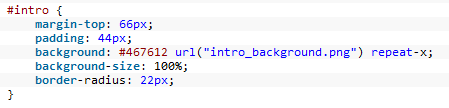 #intro {
    margin-top: 66px;
    padding: 44px;
    background: #467612 url("intro_background.png") repeat-x;
    background-size: 100%;
    border-radius: 22px;
}